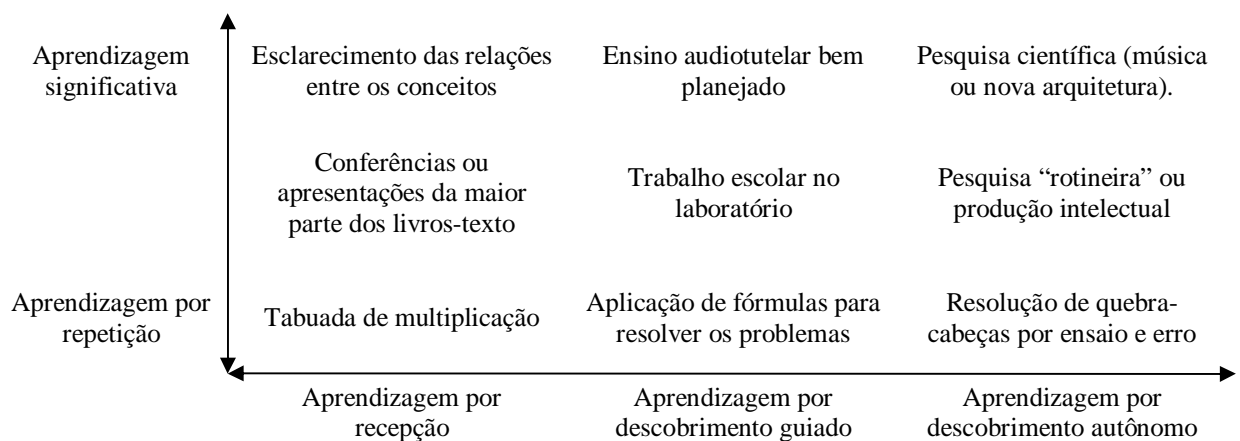 Aprendizagem
significativa
Esclarecimento das relações
entre os conceitos
Ensino audiotutelar bem
planejado
Pesquisa científica (música
ou nova arquitetura).
Conferências ou
apresentações da maior
parte dos livros-texto
Trabalho escolar no
laboratório
Pesquisa “rotineira” ou
produção intelectual
Aprendizagem por
repetição
Tabuada de multiplicação
Aplicação de fórmulas para
resolver os problemas
Resolução de quebra-
cabeças por ensaio e erro
Aprendizagem por
recepção
Aprendizagem por
descobrimento guiado
Aprendizagem por
descobrimento autônomo